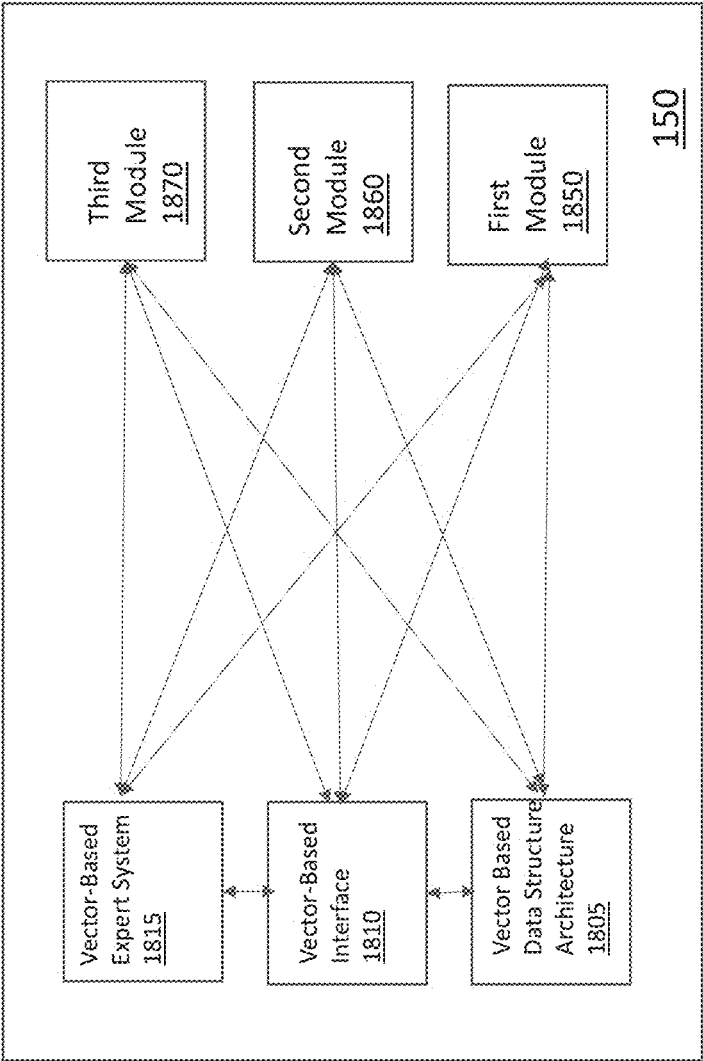 Vector-Based
Expert System
1815
Vector-Based
Interface
1810
Vector Based
Data Structure
Architecture
1805
Third
Module
1870
Second
Module
1860
First
Module
1850
150